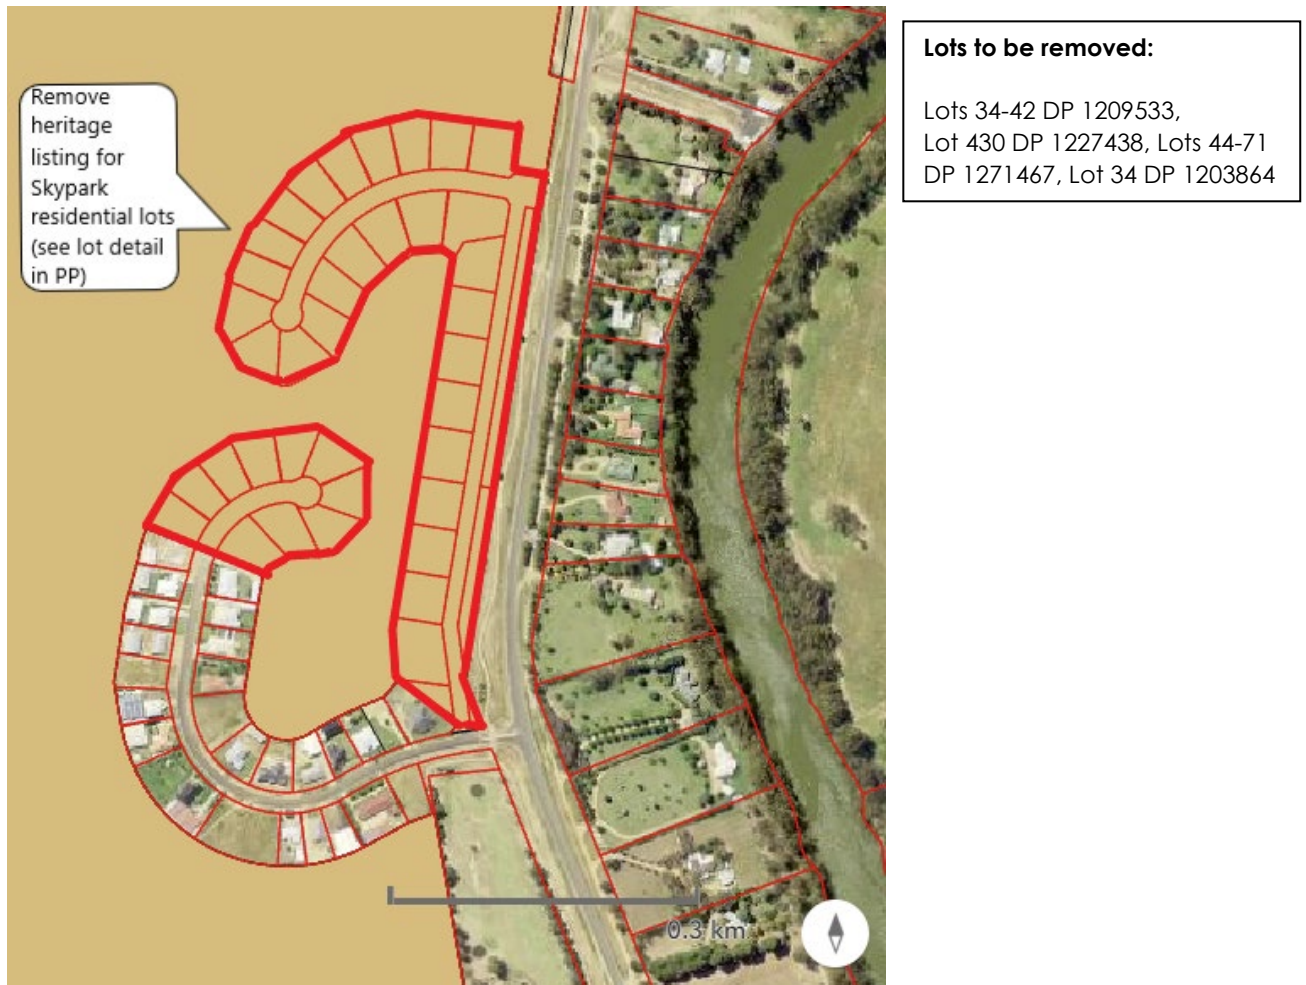 Remove
heritage
listing for
Skypark
residential lots
(see lot detail
in PP)
Lots to be removed:
Lots 34-42 DP 1209533,
Lot 430 DP 1227438, Lots 44-71
DP 1271467, Lot 34 DP 1203864
0.3 km